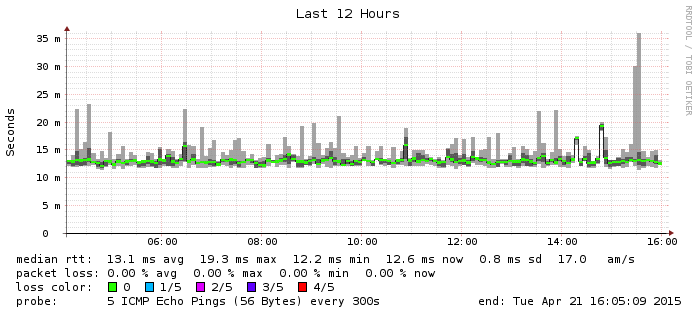 Last 12 Hours
RRDTOOL / TOBI OETIKER
Seconds
35 m
30 m
25 m
20 m
15 m
10 m
5 m
0
06:00 08:00 10:00 12:00 14:00 16:00
median rtt: 13.1 ms avg 19.3 ms max 12.2 ms min 12.6 ms now 0.8 ms sd 17.0 am/s
packet loss: 0.00 % avg 0.00 % max 0.00 % min 0.00 % now
loss color: 0 1/5 2/5 3/5 4/5
probe: 5 ICMP Echo Pings (56 Bytes) every 300s end: Tue Apr 21 16:05:09 2015